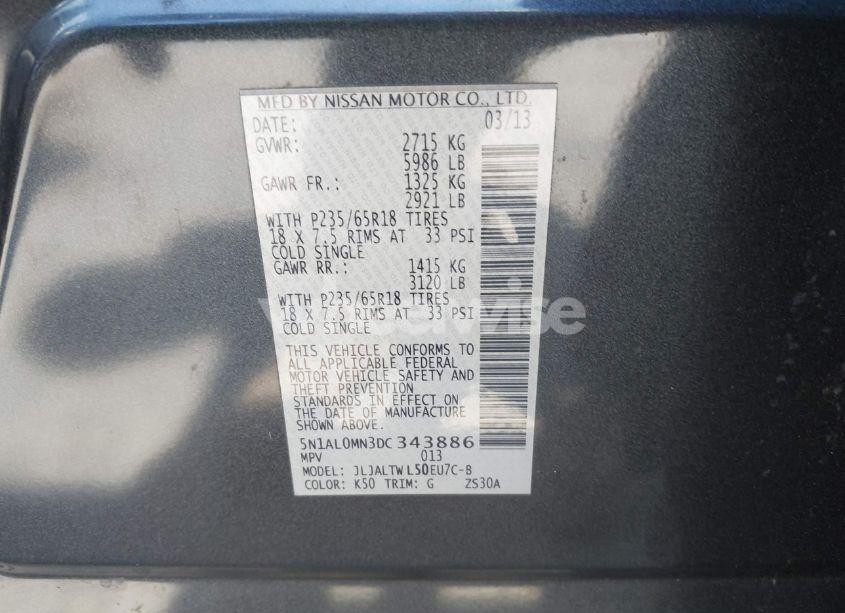 MFD BY NISSAN MOTOR CO., LTD.
DATE: 03/13
GVWR: 2715 KG
5986 LB
GAWR FR.: 1325 KG
2921 LB
WITH P235/65R18 TIRES
18 X 7.5 RIMS AT 33 PSI
COLD SINGLE
GAWR RR.: 1415 KG
3120 LB
WITH P235/65R18 TIRES
18 X 7.5 RIMS AT 33 PSI
COLD SINGLE
THIS VEHICLE CONFORMS TO
ALL APPLICABLE FEDERAL
MOTOR VEHICLE SAFETY AND
THEFT PREVENTION
STANDARDS IN EFFECT ON
THE DATE OF MANUFACTURE
SHOWN ABOVE.
5N1AL0MN3DC343886
MPV 013
MODEL: JLJALTWL50EU7C-B
COLOR: K50 TRIM: G ZS30A